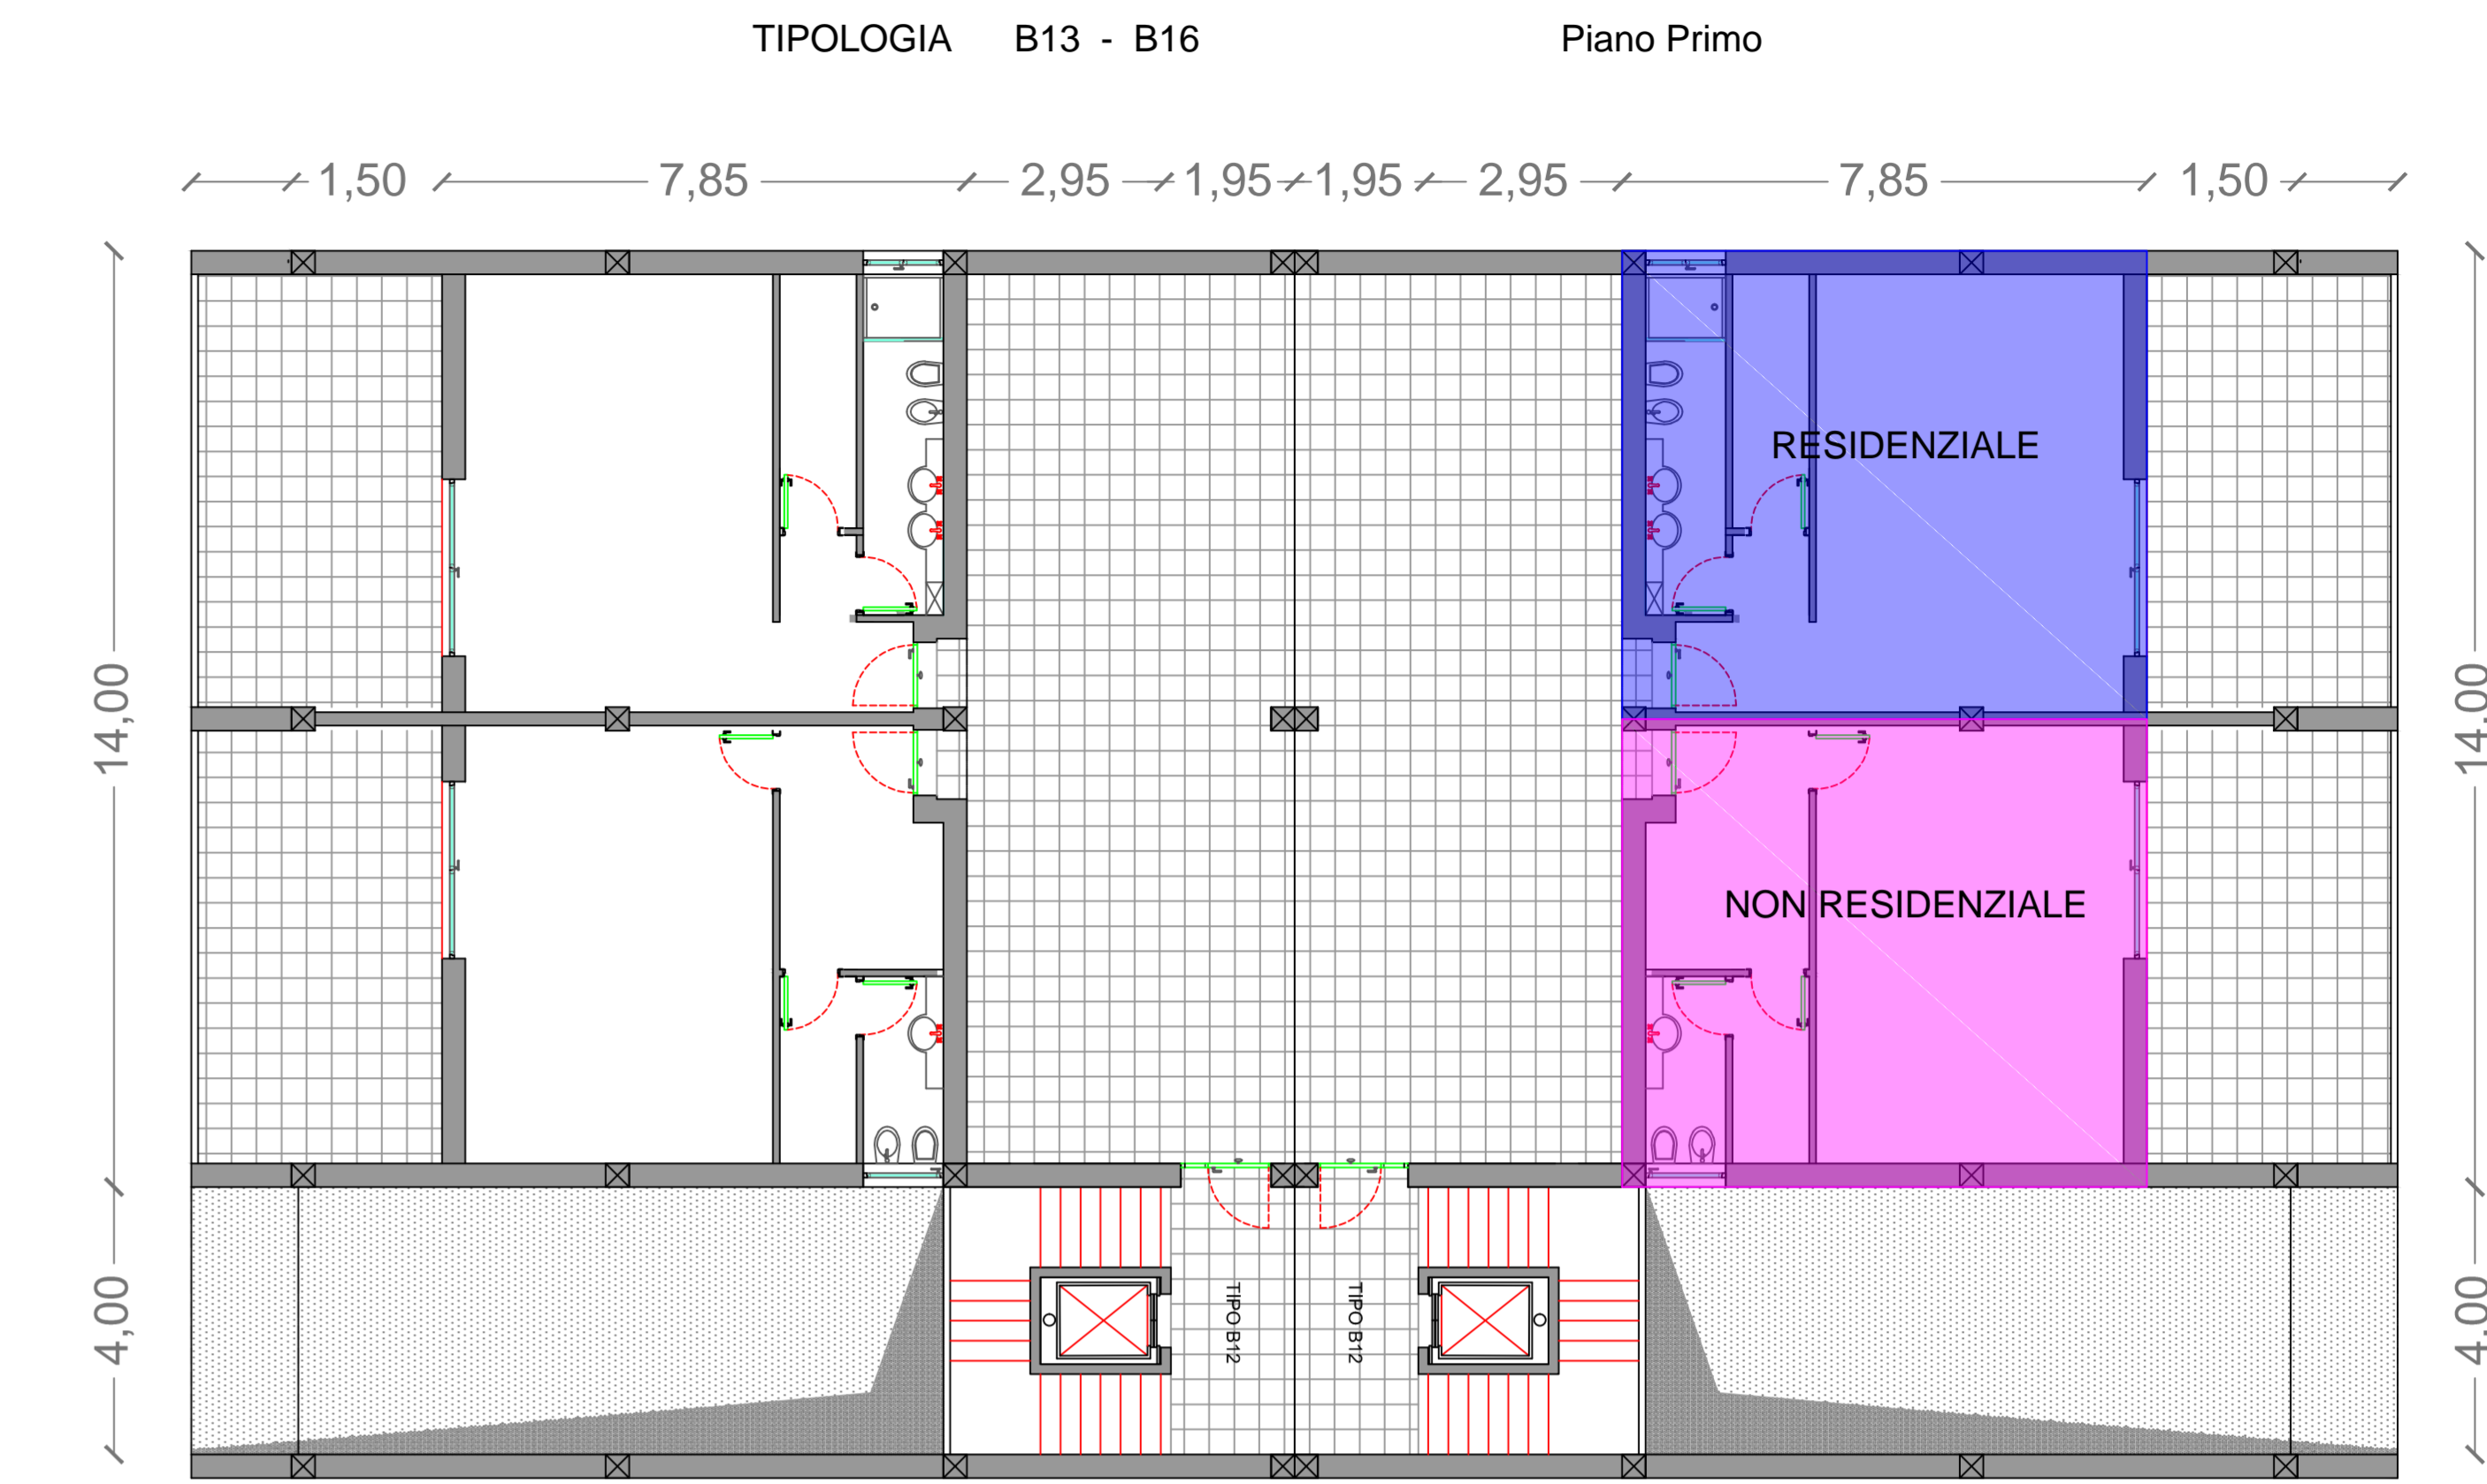 TIPOLOGIA B13 - B16 Piano Primo
1,50 7,85 2,95 1,95 1,95 2,95 7,85 1,50
RESIDENZIALE
14,00
14,00
NON RESIDENZIALE
4,00
TIPO B12
TIPO B12
4,00